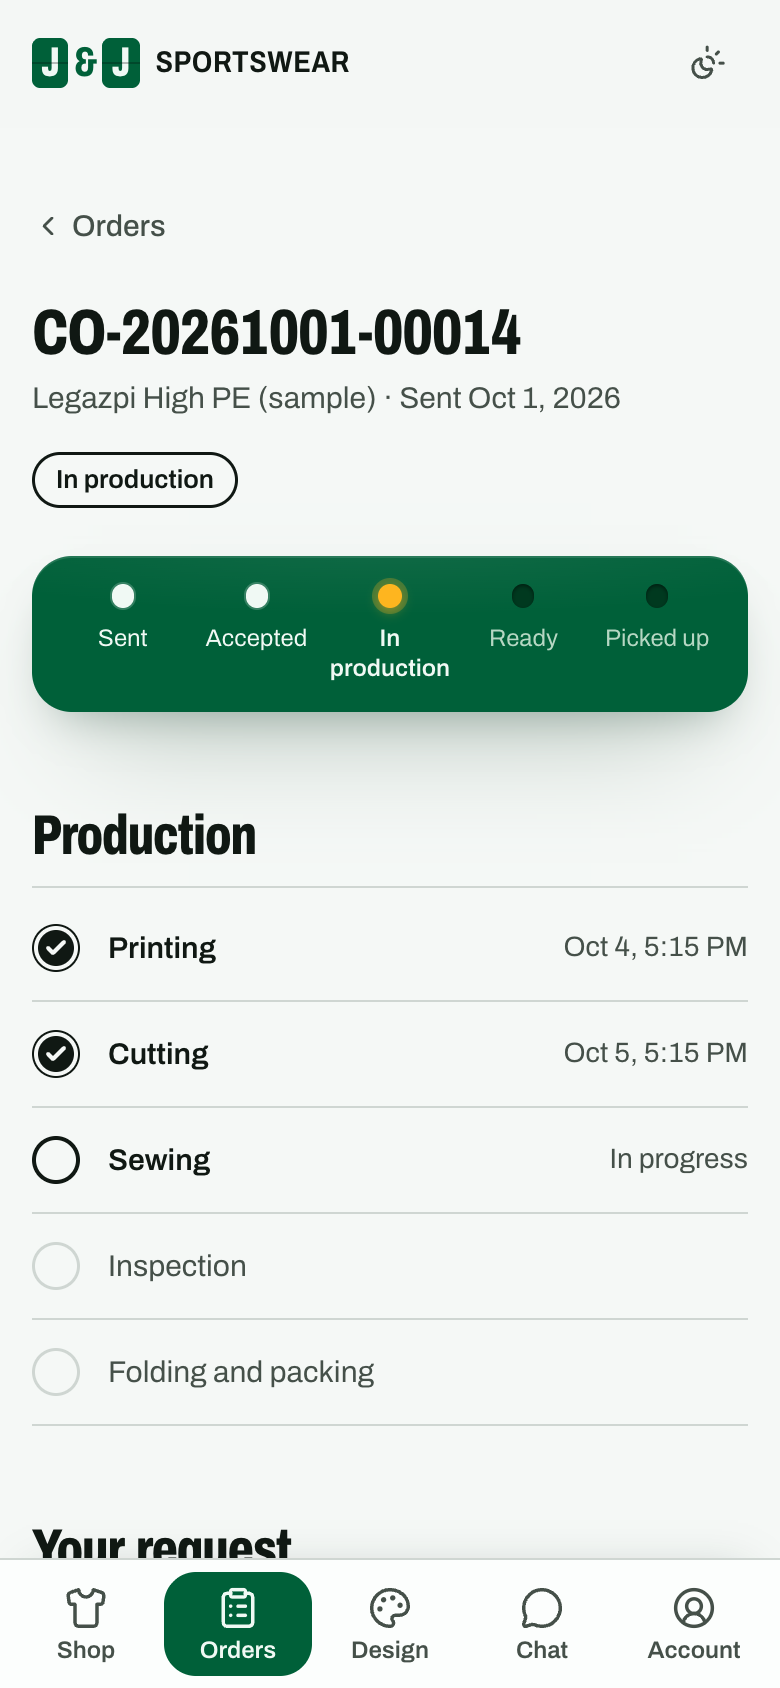 J & J SPORTSWEAR
Orders
CO-20261001-00014
Legazpi High PE (sample) · Sent Oct 1, 2026
In production
Sent
Accepted
In
production
Ready
Picked up
Production
Printing Oct 4, 5:15 PM
Cutting Oct 5, 5:15 PM
Sewing In progress
Inspection
Folding and packing
Your request
Shop
Orders
Design
Chat
Account